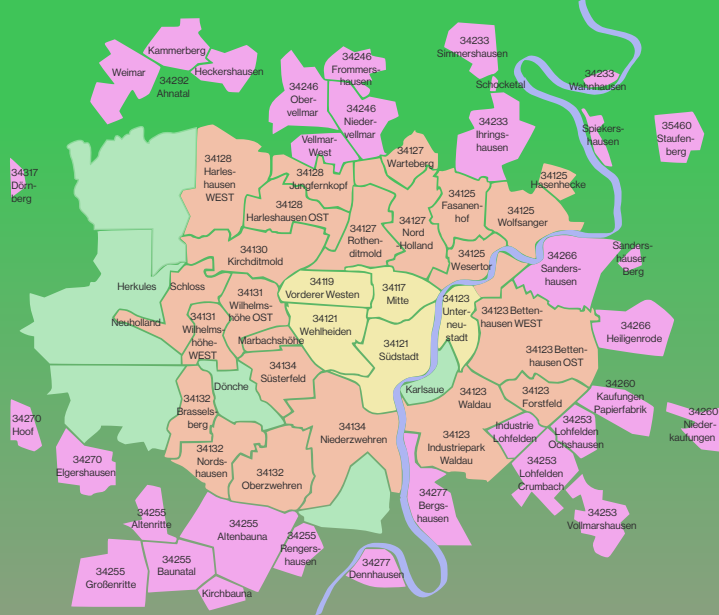 Kammerberg
Weimar
34292
Ahnatal
Heckershausen
34246
Ober-
vellmar
34246
Frommers-
hausen
34246
Nieder-
vellmar
Vellmar-
West
34233
Simmershausen
Schocketal
34233
Wahnhausen
34233
Ihrings-
hausen
Spiekers-
hausen
35460
Staufen-
berg
34317
Dörn-
berg
34128
Harles-
hausen
WEST
34128
Jungfernkopf
34128
Harleshausen OST
34127
Warteberg
34127
Rothen-
ditmold
34127
Nord
-Holland
34125
Fasanen-
hof
34125
Hasenhecke
34125
Wolfsanger
34130
Kirchditmold
34125
Wesertor
34266
Sanders-
hausen
Sanders-
häuser
Berg
Herkules
Schloss
34131
Wilhelms-
höhe OST
34119
Vorderer Westen
34117
Mitte
34123
Unter-
neu-
stadt
Neuholland
34131
Wilhelms-
höhe-
WEST
Marbachshöhe
34121
Wehlheiden
34121
Südstadt
34123 Betten-
hausen WEST
34123 Betten-
hausen OST
34266
Heiligenrode
34134
Süsterfeld
Dönche
Karlsaue
34123
Waldau
34123
Forstfeld
34260
Kaufungen
Papierfabrik
34260
Nieder-
kaufungen
34132
Brassels-
berg
34134
Niederzwehren
Industrie
Lohfelden
34253
Lohfelden
Ochshausen
34270
Hoof
34270
Elgershausen
34132
Nords-
hausen
34132
Oberzwehren
34123
Industriepark
Waldau
34253
Lohfelden
Crumbach
34277
Bergs-
hausen
34253
Vollmarshausen
34255
Altenritte
34255
Altenbauna
34255
Rengers-
hausen
34255
Großenritte
34255
Baunatal
Kirchbauna
34277
Dennhausen